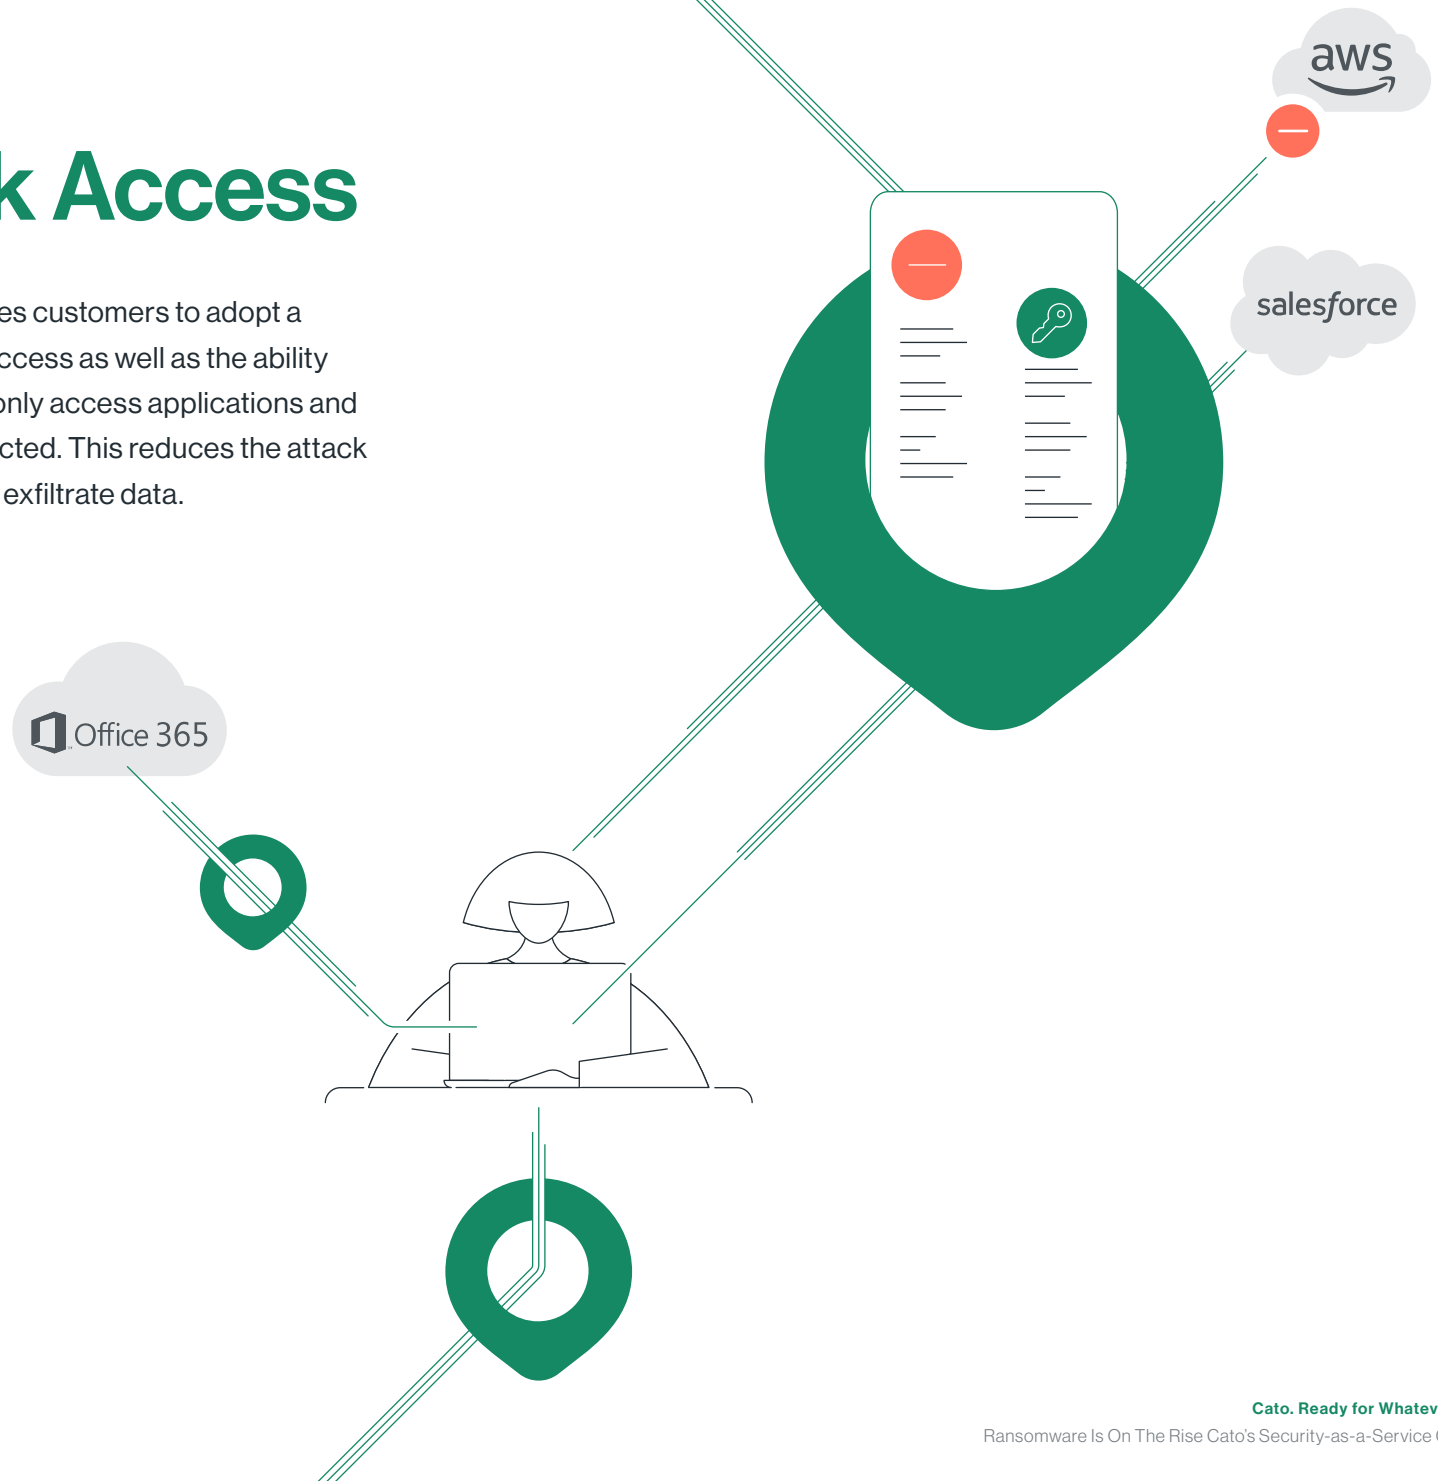 k Access
es customers to adopt a
ccess as well as the ability
only access applications and
cted. This reduces the attack
exfiltrate data.
aws
salesforce
Office 365
Cato. Ready for Whatev
Ransomware Is On The Rise Cato's Security-as-a-Service